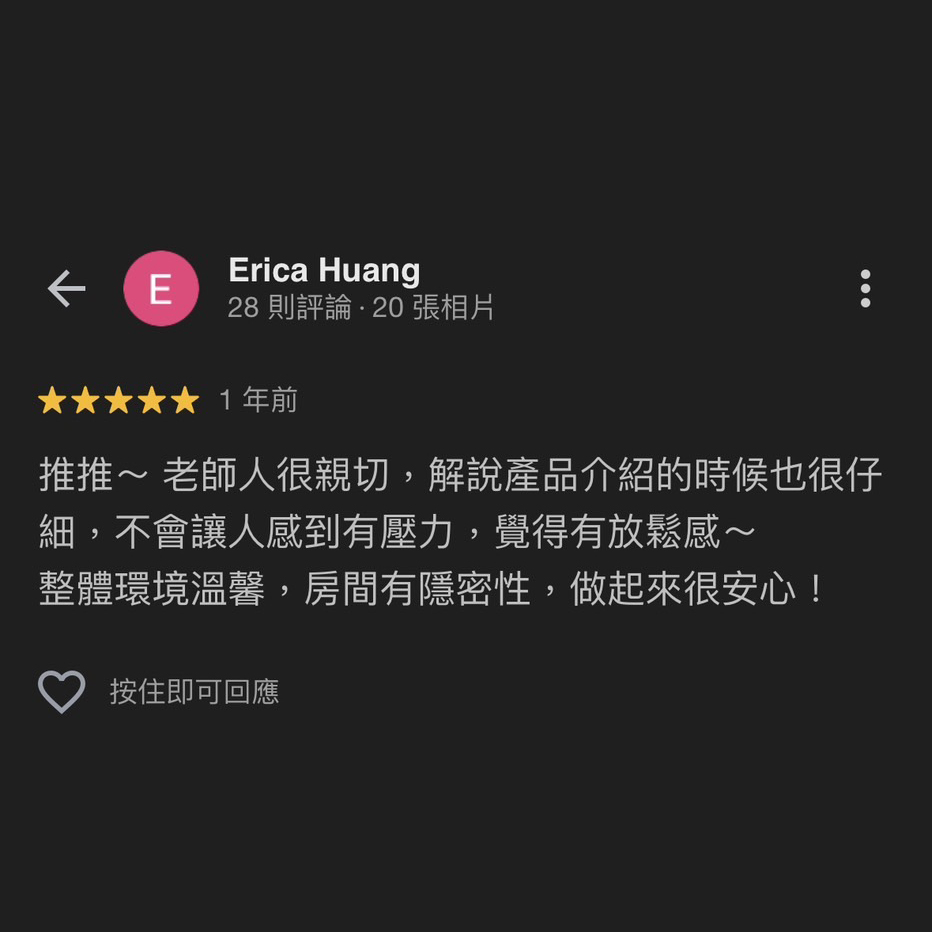 E
Erica Huang
28 則評論 · 20 張相片
1 年前
推推～ 老師人很親切，解說產品介紹的時候也很仔
細，不會讓人感到有壓力，覺得有放鬆感～
整體環境溫馨，房間有隱密性，做起來很安心！
按住即可回應